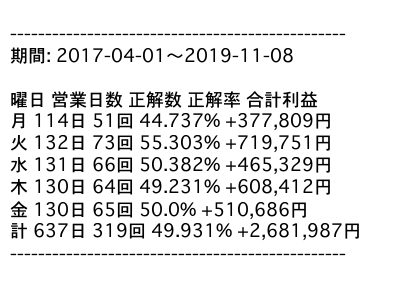 ------------------------------------------------
期間: 2017-04-01〜2019-11-08
曜日 営業日数 正解数 正解率 合計利益
月 114日 51回 44.737% +377,809円
火 132日 73回 55.303% +719,751円
水 131日 66回 50.382% +465,329円
木 130日 64回 49.231% +608,412円
金 130日 65回 50.0% +510,686円
計 637日 319回 49.931% +2,681,987円
------------------------------------------------